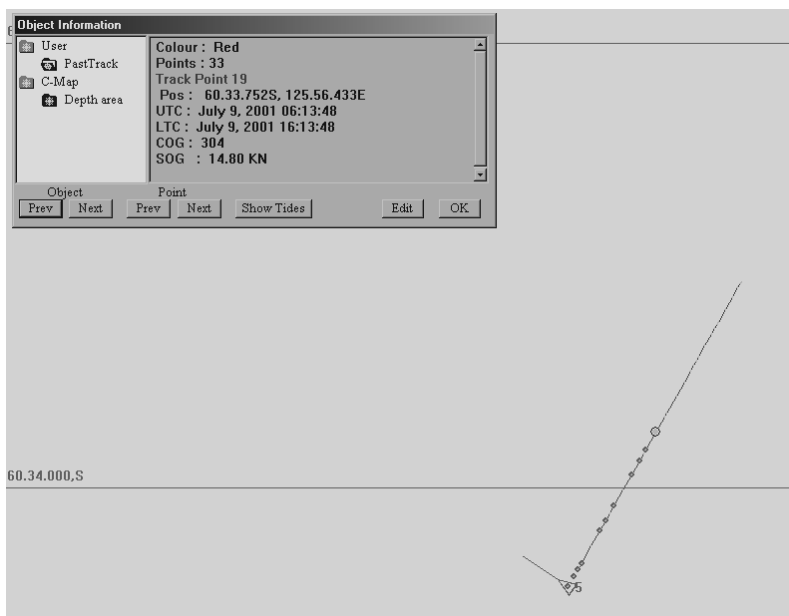 Object Information
User
PastTrack
C-Map
Depth area
Colour : Red
Points : 33
Track Point 19
Pos : 60.33.752S, 125.56.433E
UTC : July 9, 2001 06:13:48
LTC : July 9, 2001 16:13:48
COG : 304
SOG : 14.80 KN
Object Point
Prev Next Prev Next Show Tides Edit OK
60.34.000,S
5